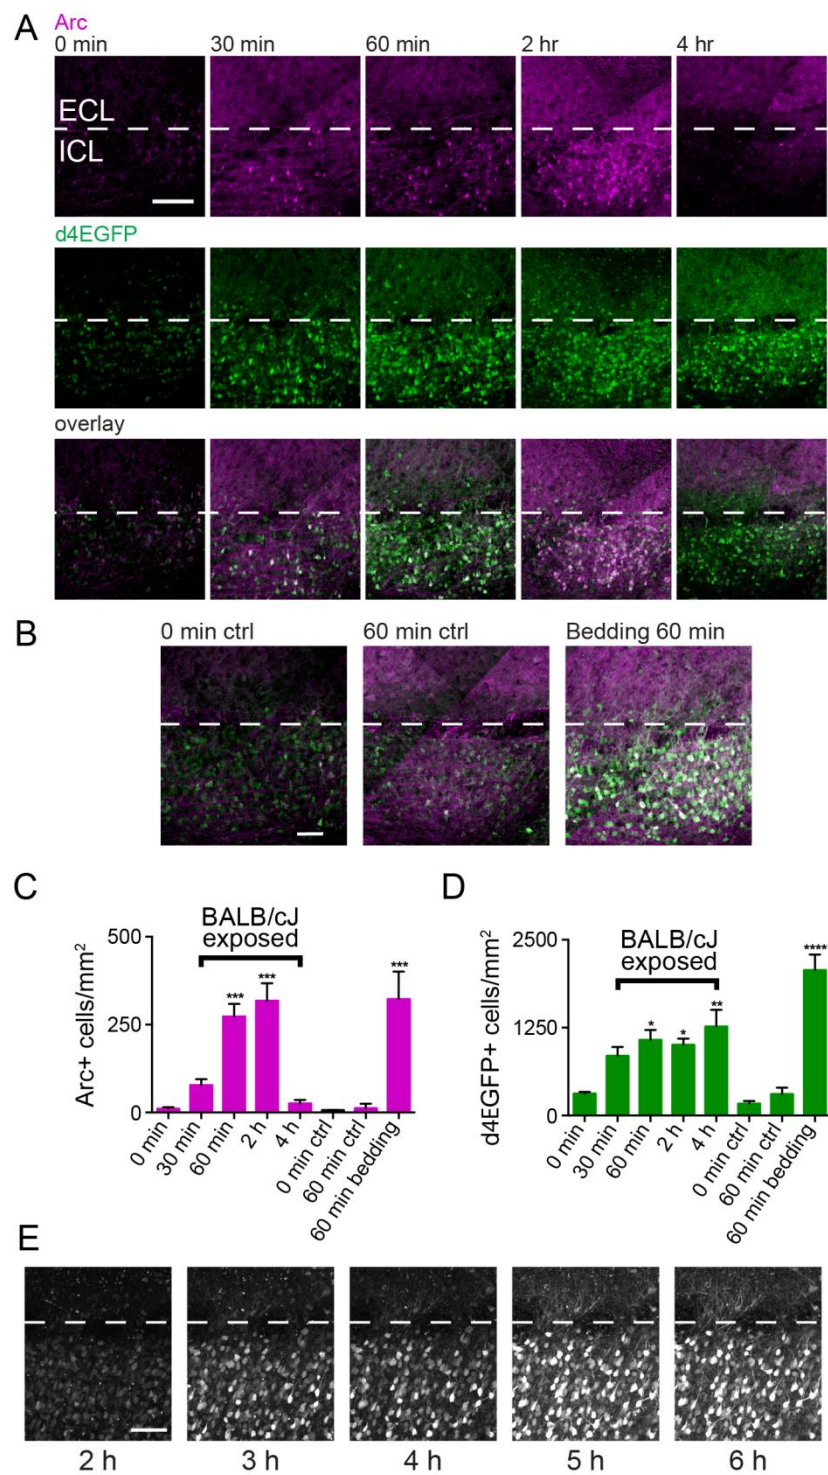 A
Arc
0 min 30 min 60 min 2 hr 4 hr
ECL
ICL
d4EGFP
overlay
B
0 min ctrl 60 min ctrl Bedding 60 min
C
BALB/cJ
exposed
Arc+ cells/mm²
500
250
0
*** *** ***
0 min 30 min 60 min 2 h 4 h 0 min ctrl 60 min ctrl 60 min bedding
D
BALB/cJ
exposed
d4EGFP+ cells/mm²
2500
1250
0
* * ** ****
0 min 30 min 60 min 2 h 4 h 0 min ctrl 60 min ctrl 60 min bedding
E
2 h 3 h 4 h 5 h 6 h